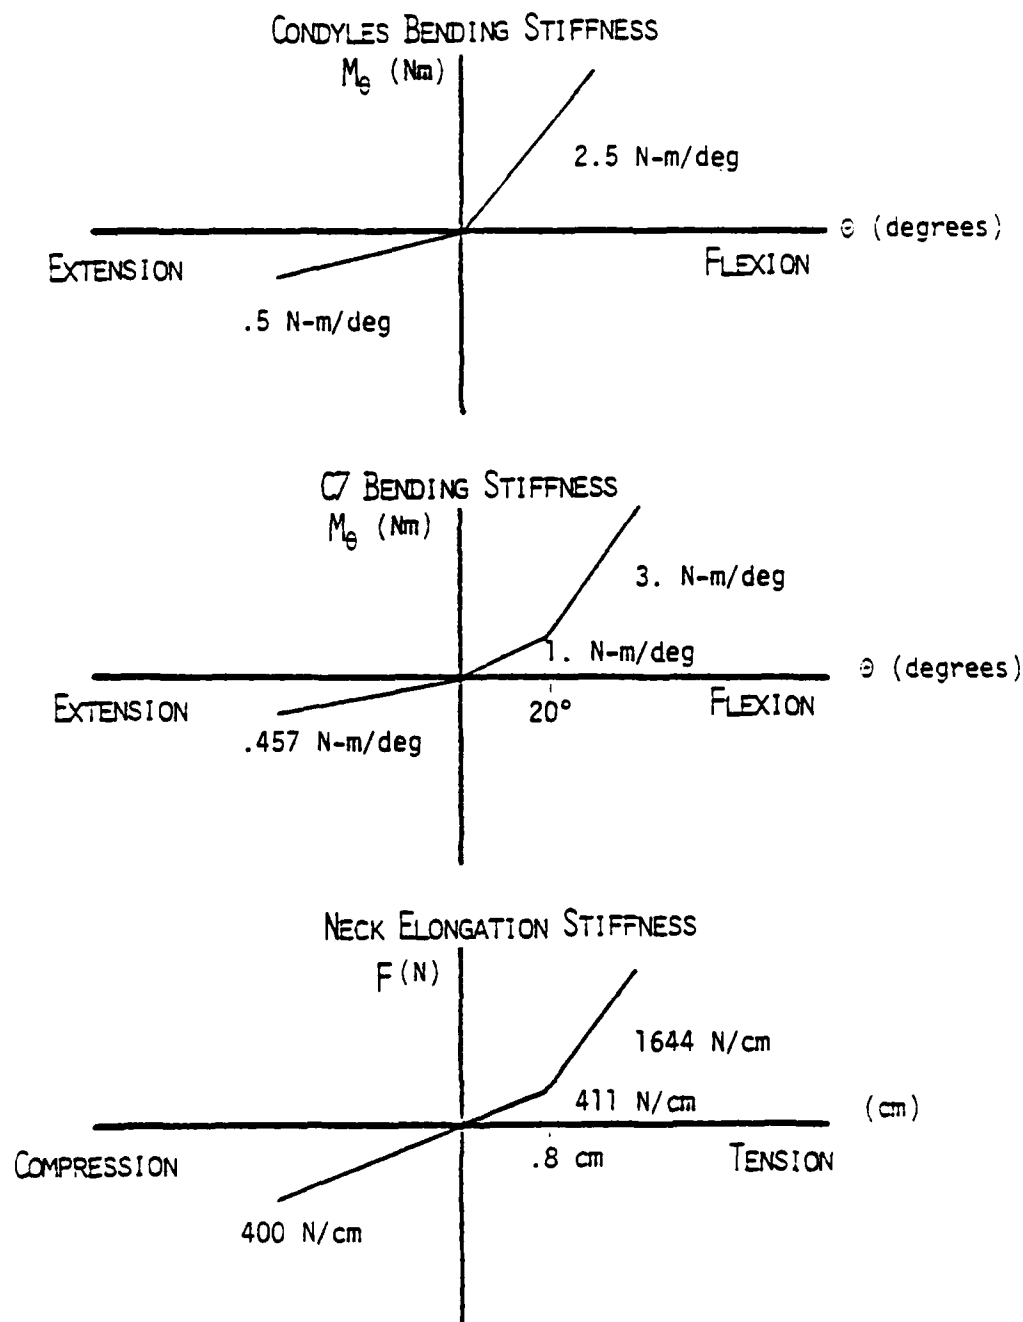 CONDYLES BENDING STIFFNESS
Mθ (Nm)
2.5 N-m/deg
θ (degrees)
EXTENSION
FLEXION
.5 N-m/deg
C7 BENDING STIFFNESS
Mθ (Nm)
3. N-m/deg
1. N-m/deg
θ (degrees)
EXTENSION
20°
FLEXION
.457 N-m/deg
NECK ELONGATION STIFFNESS
F(N)
1644 N/cm
411 N/cm
(cm)
COMPRESSION
.8 cm
TENSION
400 N/cm